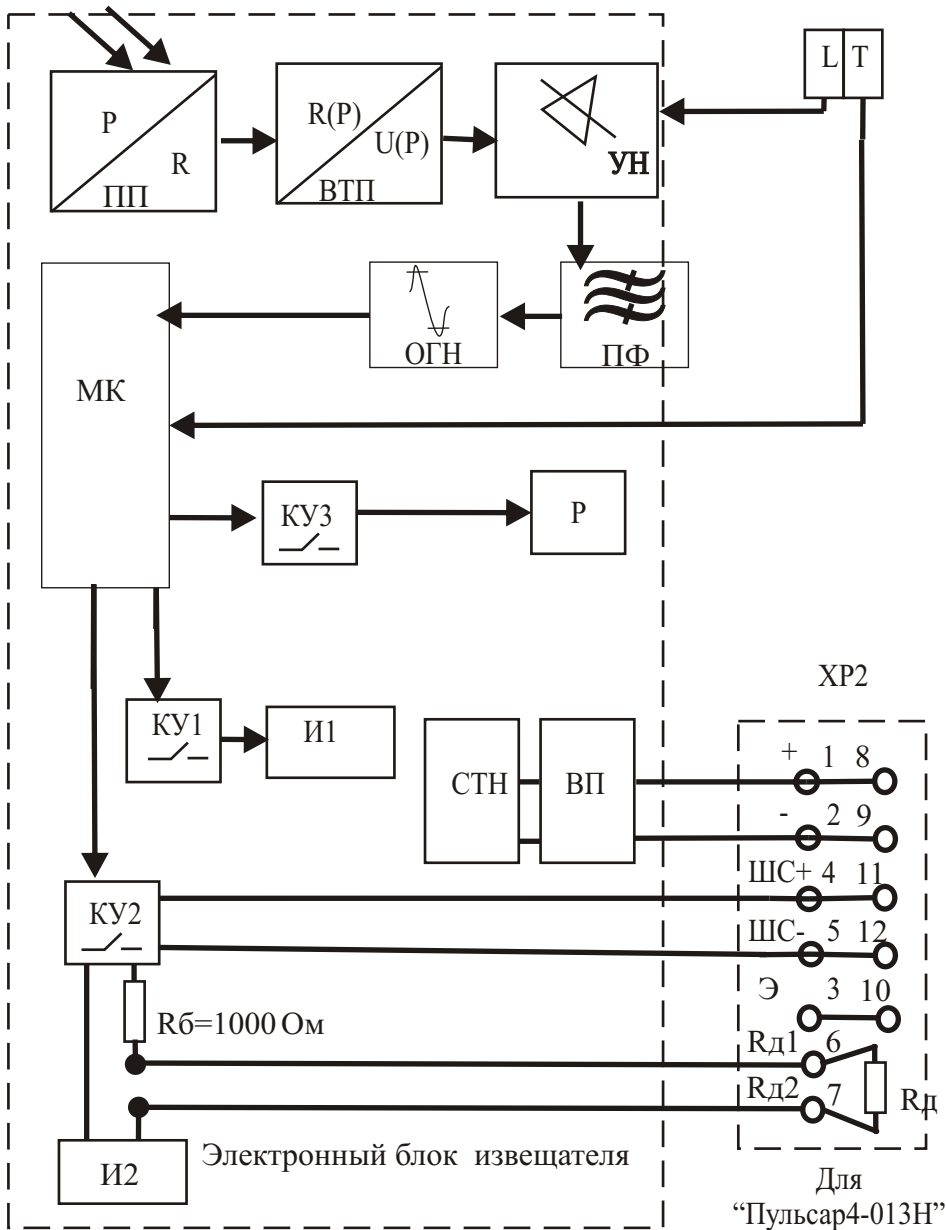 L T
P
R
ПП
R(P)
U(P)
ВТП
УН
МК
ОГН
ПФ
КУ3
Р
КУ1
И1
СТН
ВП
ХР2
+ 1 8
- 2 9
ШС+ 4 11
ШС- 5 12
Э 3 10
Rд1 6
Rд2 7
Rд
КУ2
Rб=1000 Ом
И2
Электронный блок извещателя
Для
“Пульсар4-013Н”